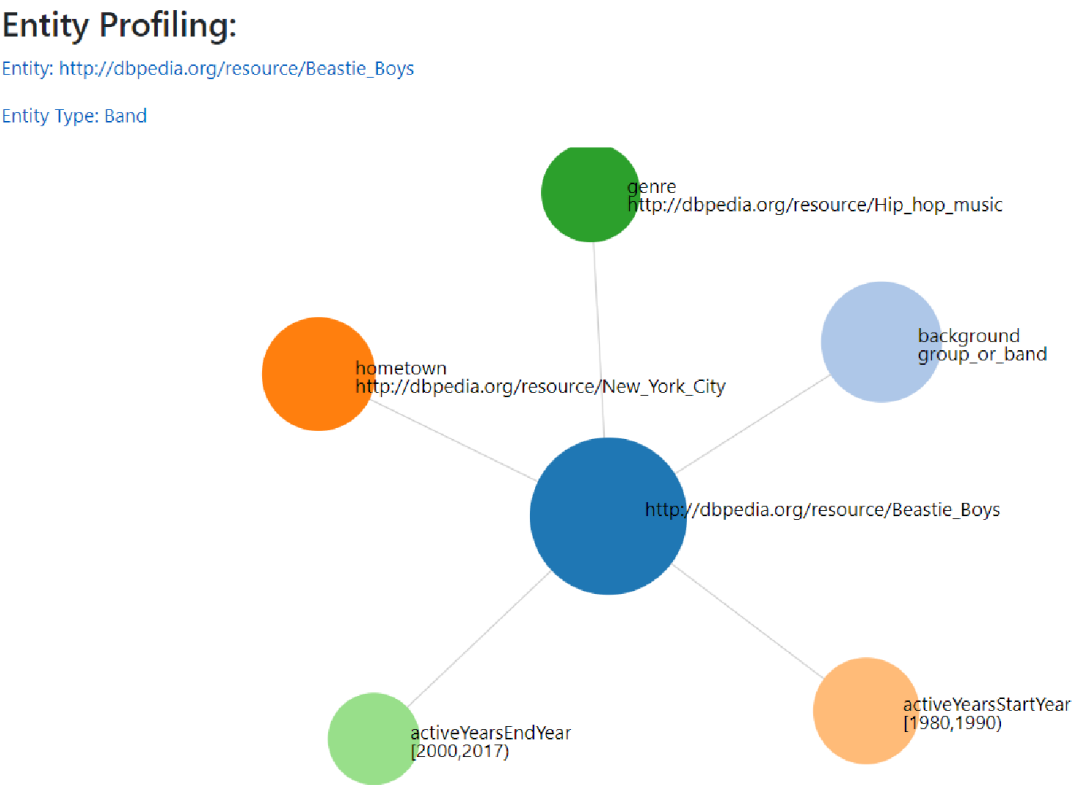 Entity Profiling:
Entity: http://dbpedia.org/resource/Beastie_Boys
Entity Type: Band
genre
http://dbpedia.org/resource/Hip_hop_music
background
group_or_band
hometown
http://dbpedia.org/resource/New_York_City
http://dbpedia.org/resource/Beastie_Boys
activeYearsStartYear
[1980,1990)
activeYearsEndYear
[2000,2017)